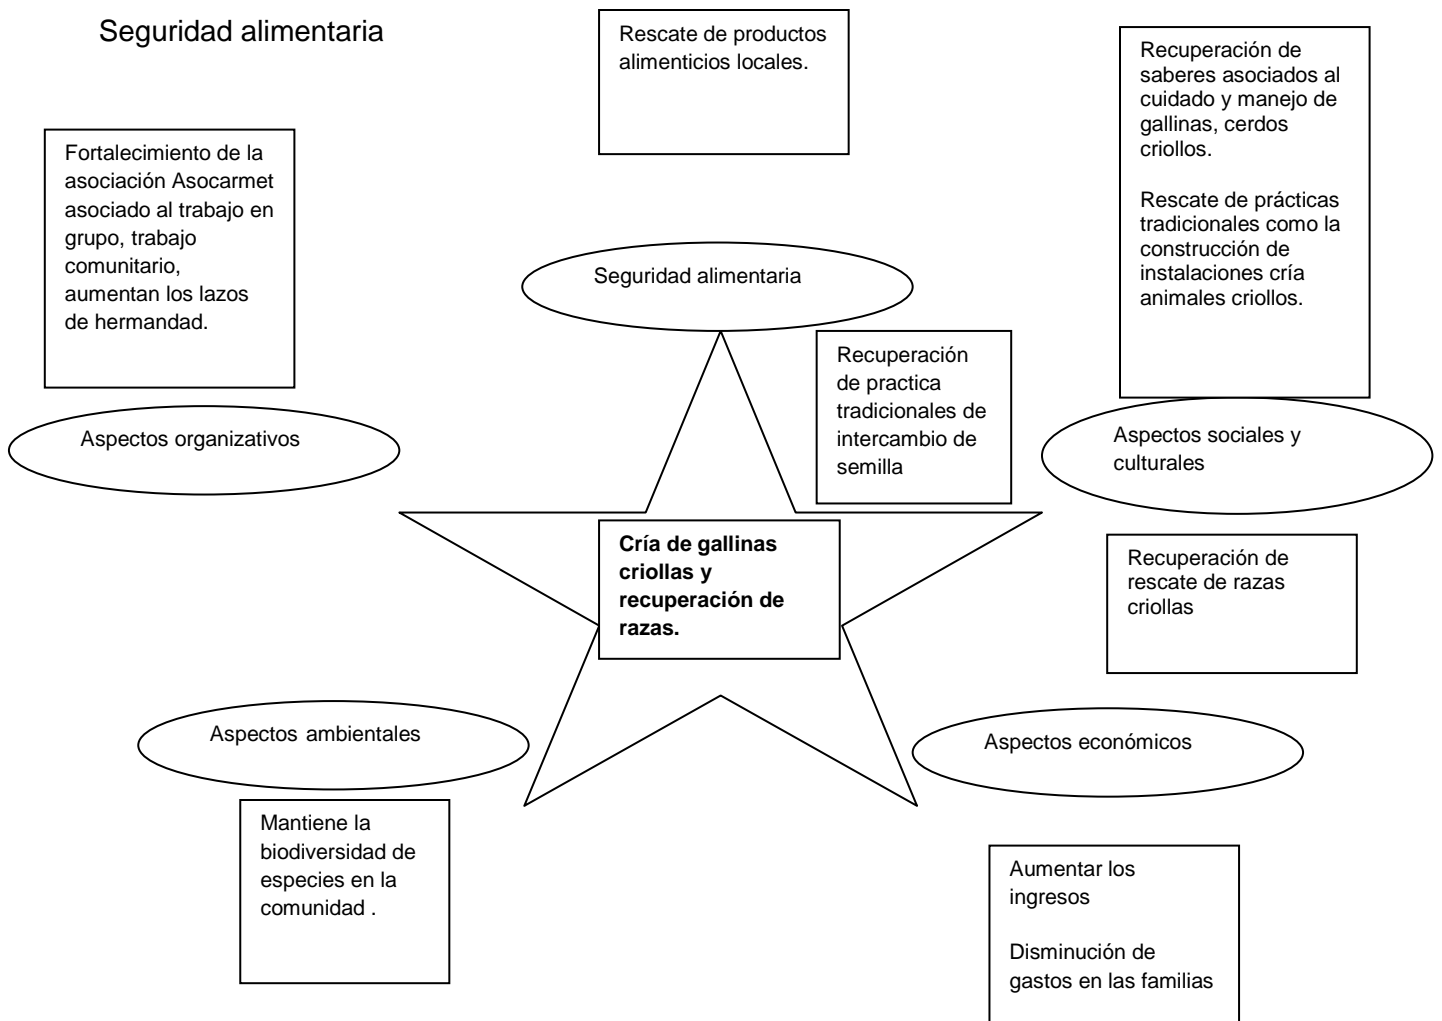 Seguridad alimentaria
Rescate de productos
alimenticios locales.
Recuperación de
saberes asociados al
cuidado y manejo de
gallinas, cerdos
criollos.
Rescate de prácticas
tradicionales como la
construcción de
instalaciones cría
animales criollos.
Fortalecimiento de la
asociación Asocarmet
asociado al trabajo en
grupo, trabajo
comunitario,
aumentan los lazos
de hermandad.
Seguridad alimentaria
Recuperación
de practica
tradicionales de
intercambio de
semilla
Aspectos organizativos
Aspectos sociales y
culturales
Cría de gallinas
criollas y
recuperación de
razas.
Recuperación de
rescate de razas
criollas
Aspectos ambientales
Aspectos económicos
Mantiene la
biodiversidad de
especies en la
comunidad .
Aumentar los
ingresos
Disminución de
gastos en las familias